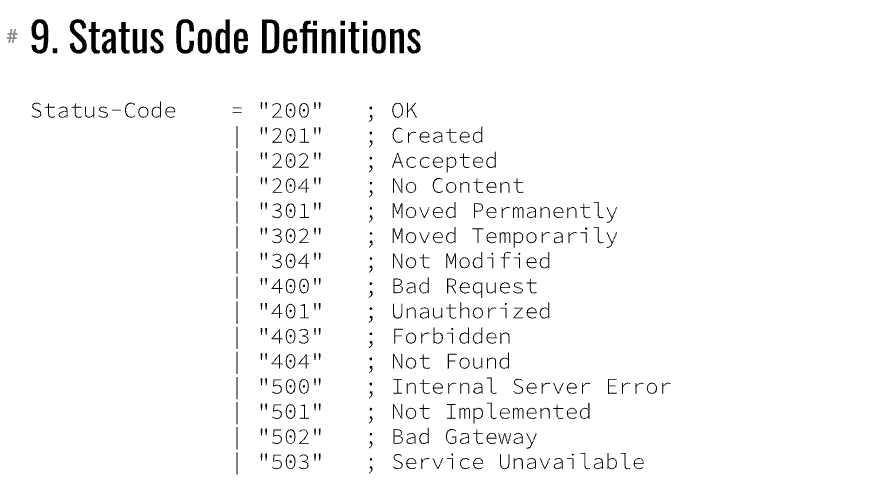 # 9. Status Code Definitions
Status-Code    = "200"   ; OK
               | "201"   ; Created
               | "202"   ; Accepted
               | "204"   ; No Content
               | "301"   ; Moved Permanently
               | "302"   ; Moved Temporarily
               | "304"   ; Not Modified
               | "400"   ; Bad Request
               | "401"   ; Unauthorized
               | "403"   ; Forbidden
               | "404"   ; Not Found
               | "500"   ; Internal Server Error
               | "501"   ; Not Implemented
               | "502"   ; Bad Gateway
               | "503"   ; Service Unavailable